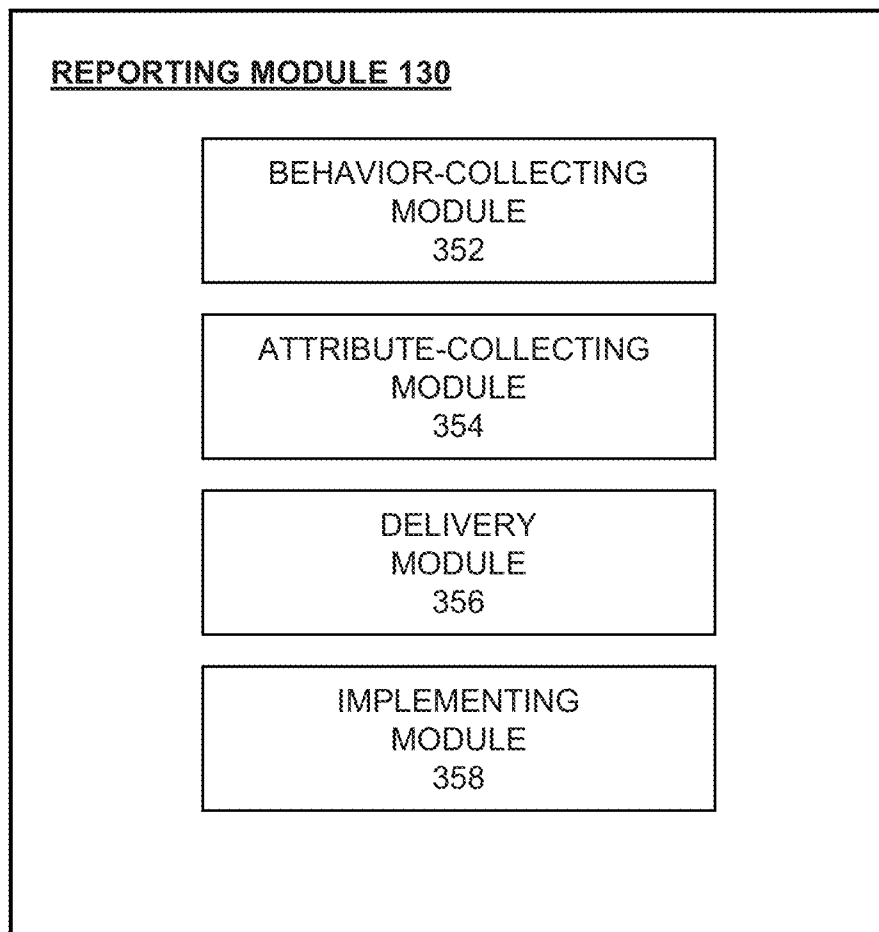 REPORTING MODULE 130
BEHAVIOR-COLLECTING
MODULE
352
ATTRIBUTE-COLLECTING
MODULE
354
DELIVERY
MODULE
356
IMPLEMENTING
MODULE
358